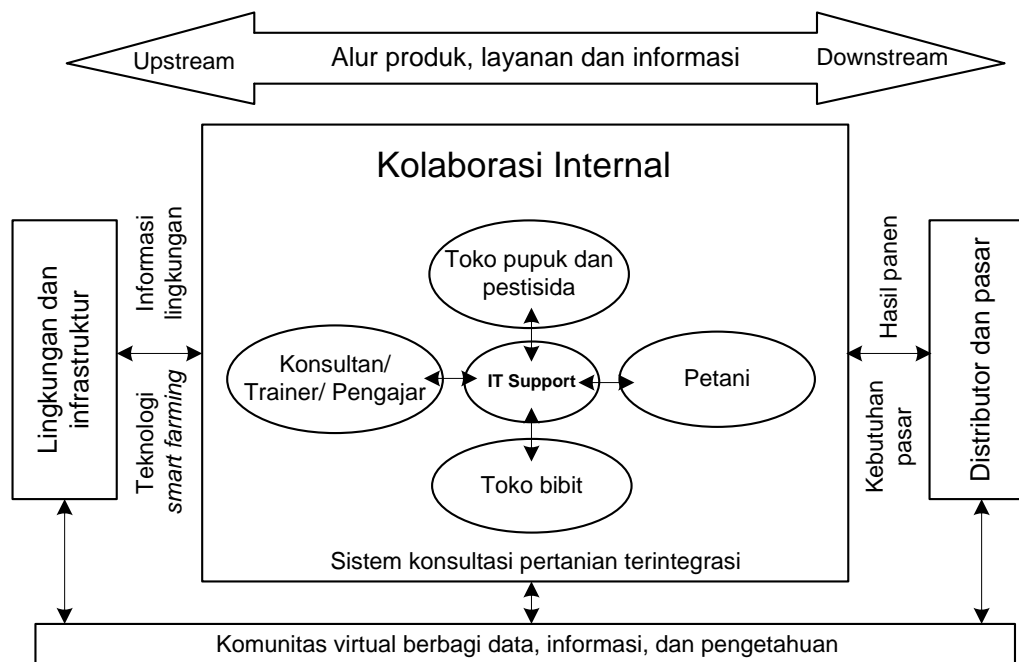 Upstream
Alur produk, layanan dan informasi
Downstream
Kolaborasi Internal
Lingkungan dan
infrastruktur
Informasi
lingkungan
Teknologi
smart farming
Toko pupuk dan
pestisida
Konsultan/
Trainer/ Pengajar
IT Support
Petani
Toko bibit
Sistem konsultasi pertanian terintegrasi
Hasil panen
Kebutuhan
pasar
Distributor dan pasar
Komunitas virtual berbagi data, informasi, dan pengetahuan